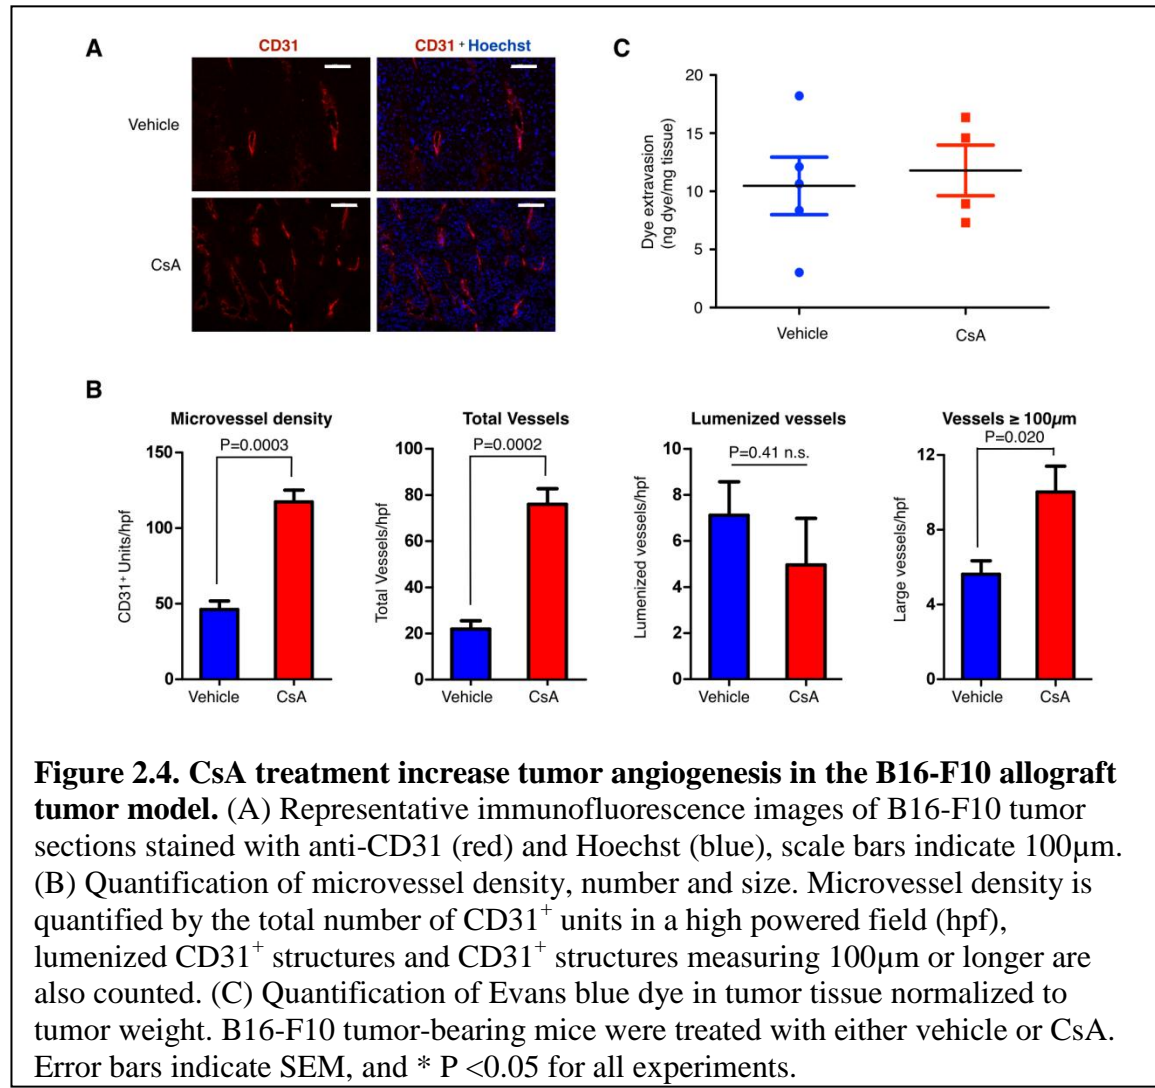 A
CD31
CD31 + Hoechst
Vehicle
CsA
C
Dye extravasation
(ng dye/mg tissue)
20
15
10
5
0
Vehicle
CsA
B
Microvessel density
P=0.0003
CD31+ Units/hpf
150
100
50
0
Vehicle
CsA
Total Vessels
P=0.0002
Total Vessels/hpf
100
80
60
40
20
0
Vehicle
CsA
Lumenized vessels
P=0.41 n.s.
Lumenized vessels/hpf
10
8
6
4
2
0
Vehicle
CsA
Vessels ≥ 100µm
P=0.020
Large vessels/hpf
12
8
4
0
Vehicle
CsA
Figure 2.4. CsA treatment increase tumor angiogenesis in the B16-F10 allograft
tumor model. (A) Representative immunofluorescence images of B16-F10 tumor
sections stained with anti-CD31 (red) and Hoechst (blue), scale bars indicate 100µm.
(B) Quantification of microvessel density, number and size. Microvessel density is
quantified by the total number of CD31+ units in a high powered field (hpf),
lumenized CD31+ structures and CD31+ structures measuring 100µm or longer are
also counted. (C) Quantification of Evans blue dye in tumor tissue normalized to
tumor weight. B16-F10 tumor-bearing mice were treated with either vehicle or CsA.
Error bars indicate SEM, and * P <0.05 for all experiments.